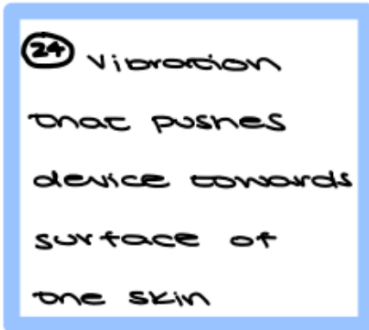 24 Vibration
that pushes
device towards
surface of
the skin